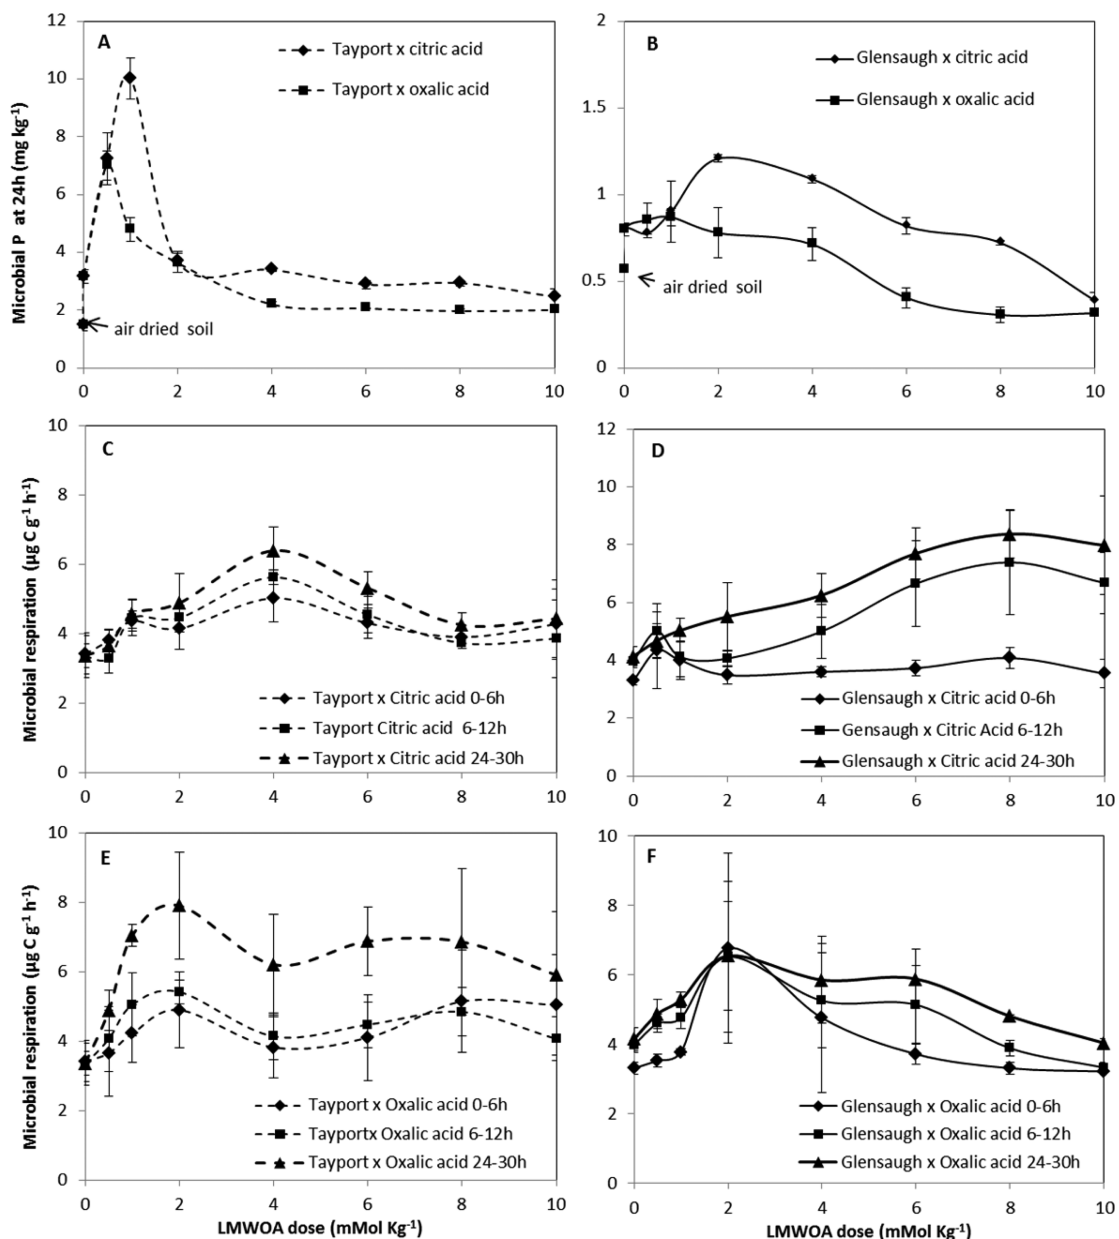 A
Tayport x citric acid
Tayport x oxalic acid
air dried soil
Microbial P at 24h (mg kg-1)
12
10
8
6
4
2
0
0 2 4 6 8 10
B
Glensaugh x citric acid
Glensaugh x oxalic acid
air dried soil
2
1.5
1
0.5
0
0 2 4 6 8 10
C
Tayport x Citric acid 0-6h
Tayport Citric acid 6-12h
Tayport x Citric acid 24-30h
Microbial respiration (µg C g-1 h-1)
10
8
6
4
2
0
0 2 4 6 8 10
D
Glensaugh x Citric acid 0-6h
Gensaugh x Citric Acid 6-12h
Glensaugh x Citric acid 24-30h
12
10
8
6
4
2
0
0 2 4 6 8 10
E
Tayport x Oxalic acid 0-6h
Tayportx Oxalic acid 6-12h
Tayport x Oxalic acid 24-30h
Microbial respiration (µg C g-1 h-1)
10
8
6
4
2
0
0 2 4 6 8 10
LMWOA dose (mMol Kg-1)
F
Glensaugh x Oxalic acid 0-6h
Glensaugh x Oxalic acid 6-12h
Glensaugh x Oxalic acid 24-30h
10
8
6
4
2
0
0 2 4 6 8 10
LMWOA dose (mMol Kg-1)